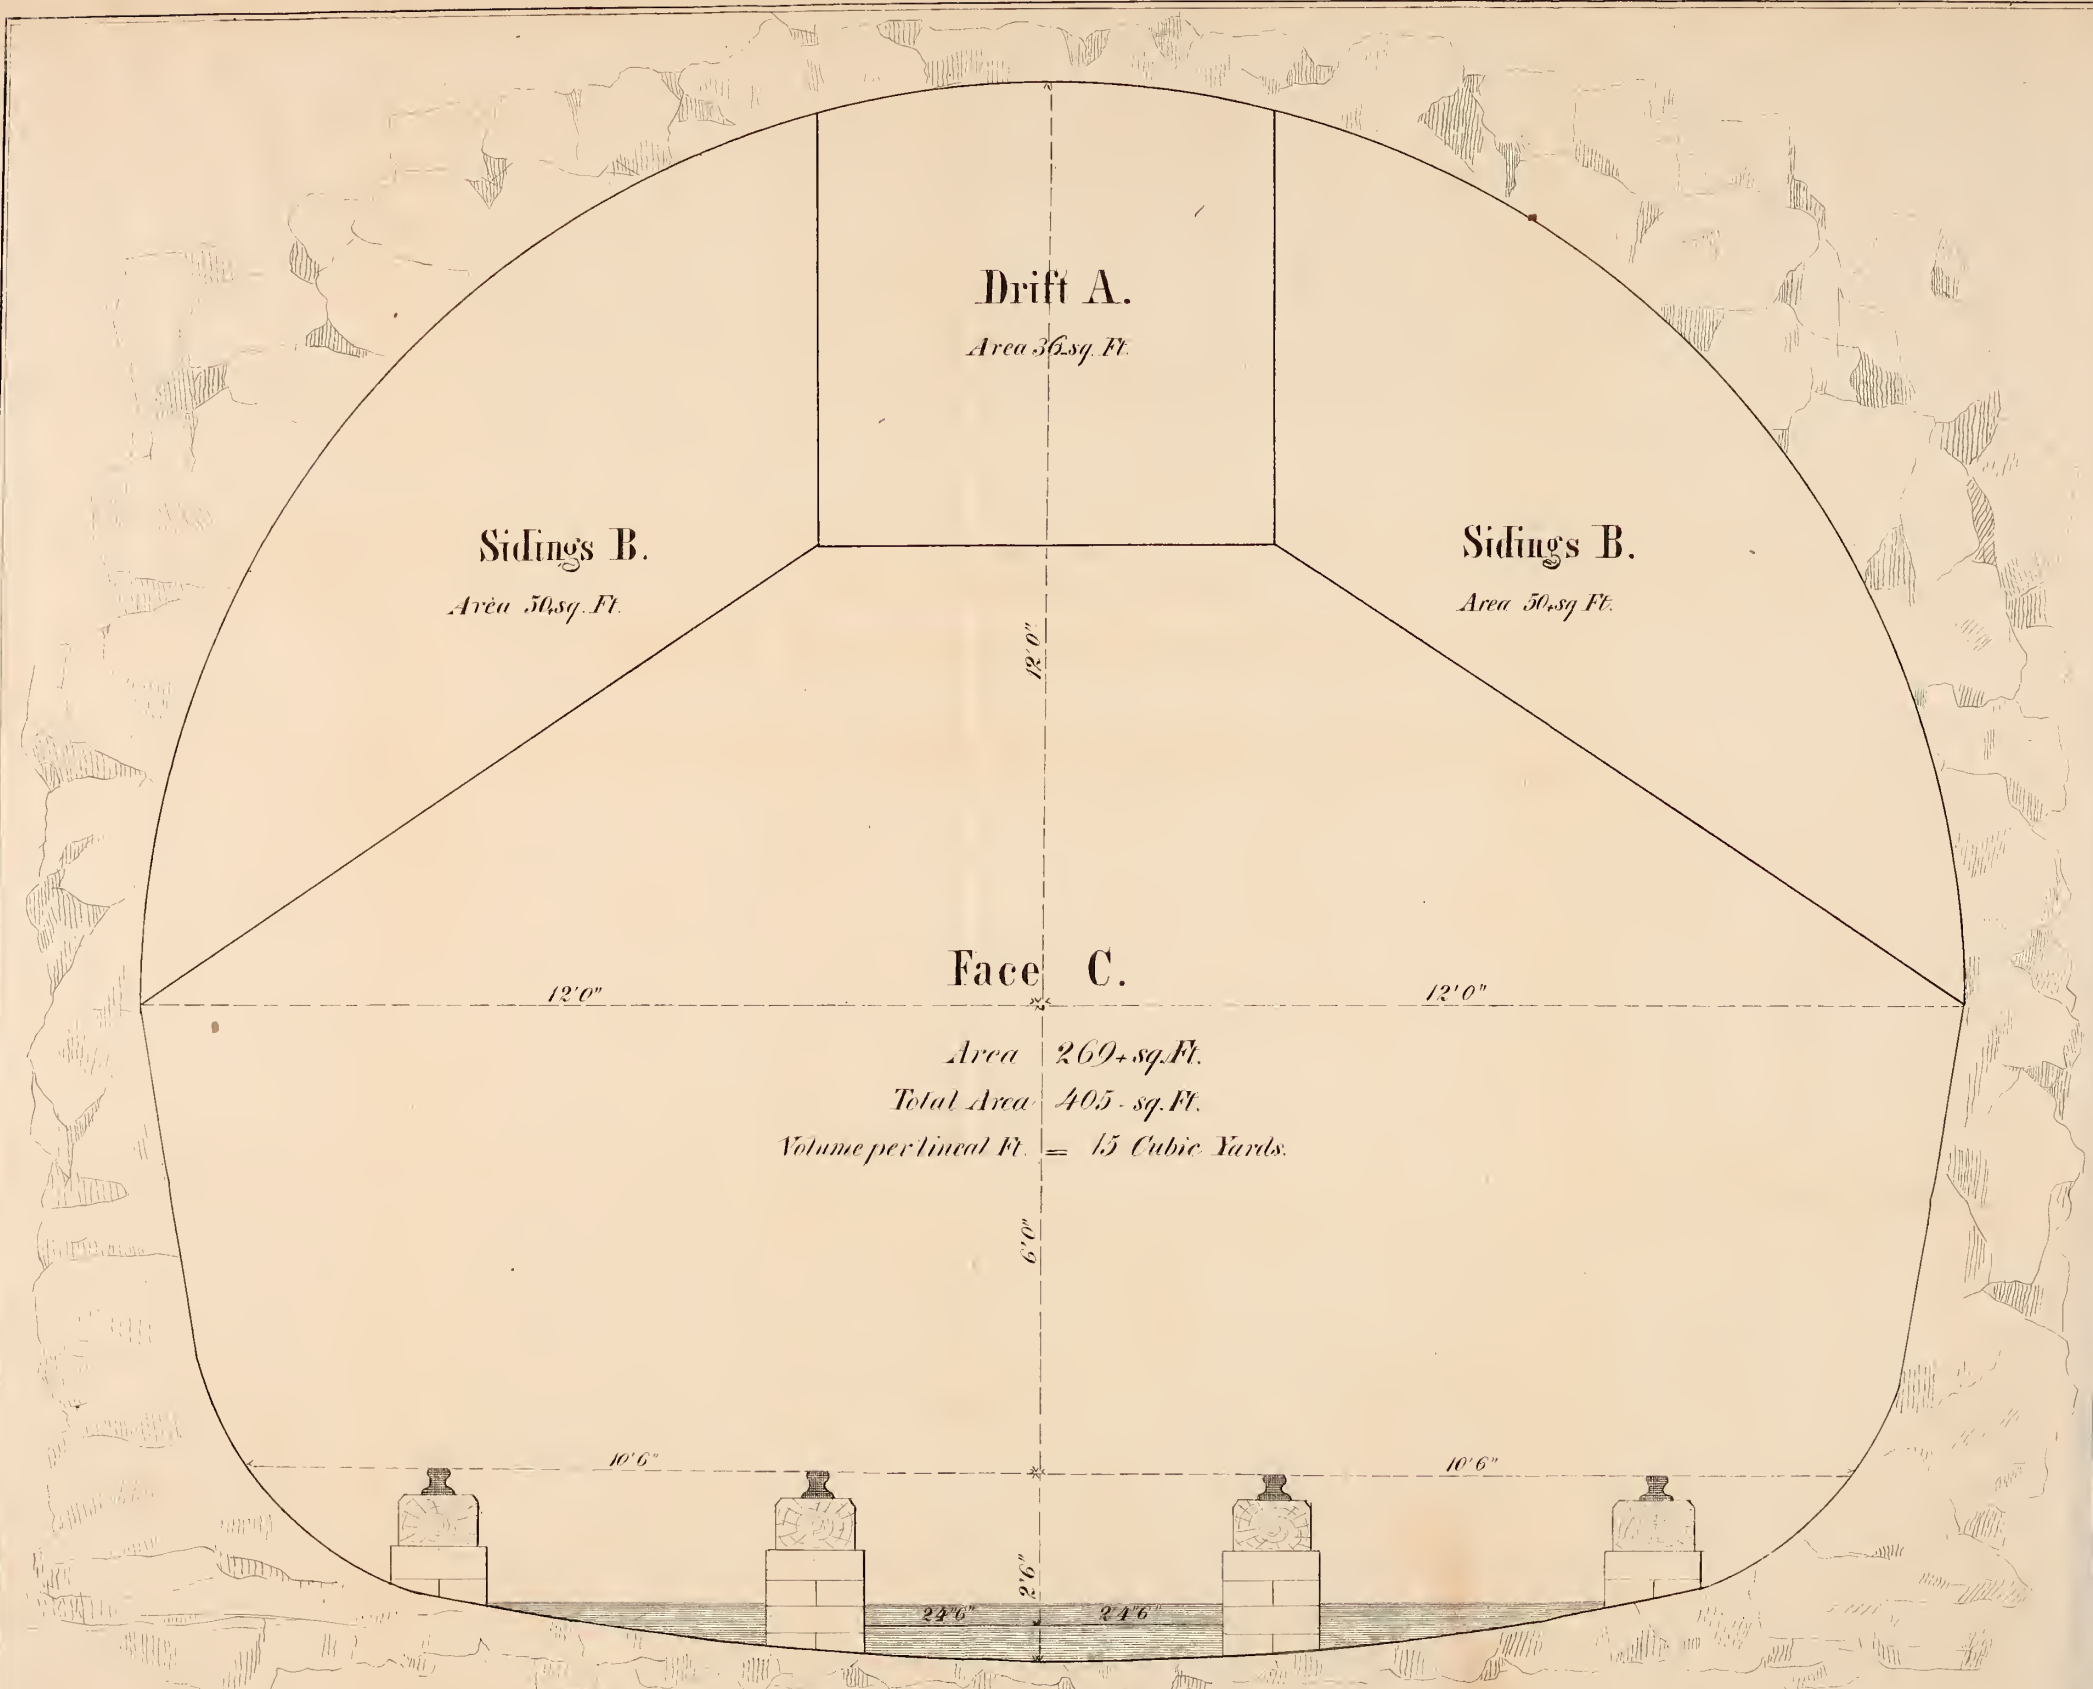 Drift A.
Area 36 sq. Ft.
Sidings B.
Area 50+sq. Ft.
Sidings B.
Area 50+sq Ft.
12'0"
Face C.
12'0"
12'0"
Area 269+ sq. Ft.
Total Area 405 - sq. Ft.
Volume per lineal Ft. = 15 Cubic Yards.
6'0"
10'6"
10'6"
2'6"
24"6"
24"6"